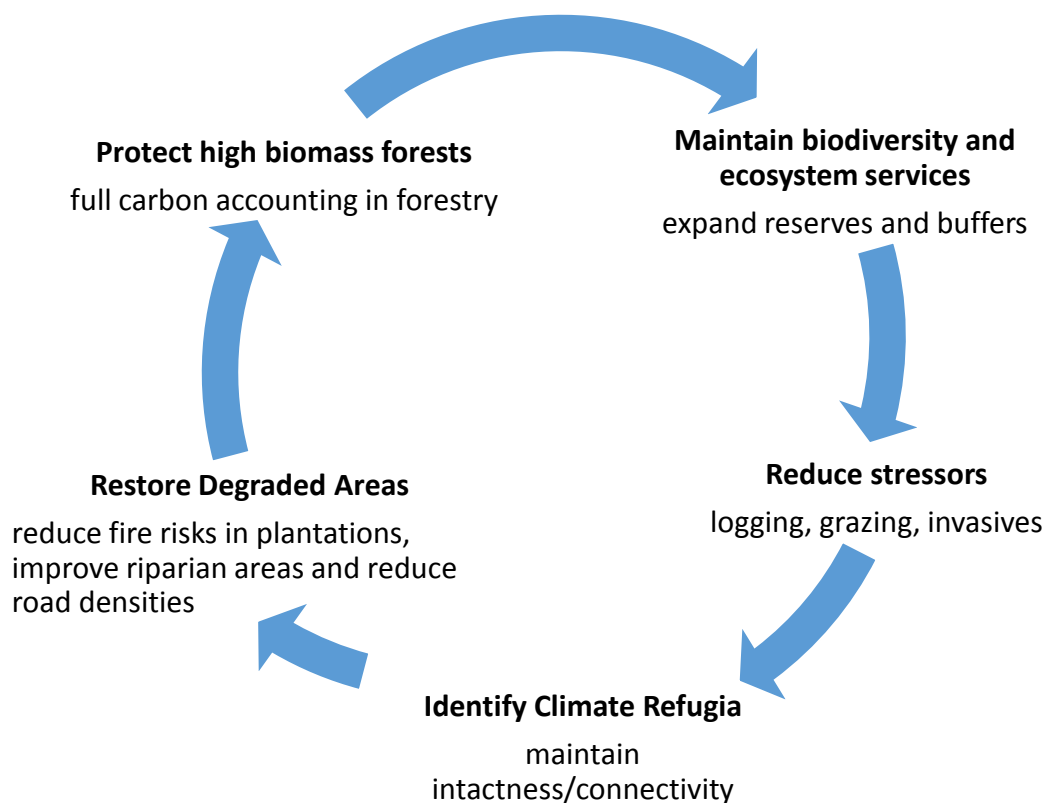 Protect high biomass forests
full carbon accounting in forestry
Maintain biodiversity and
ecosystem services
expand reserves and buffers
Reduce stressors
logging, grazing, invasives
Identify Climate Refugia
maintain
intactness/connectivity
Restore Degraded Areas
reduce fire risks in plantations,
improve riparian areas and reduce
road densities